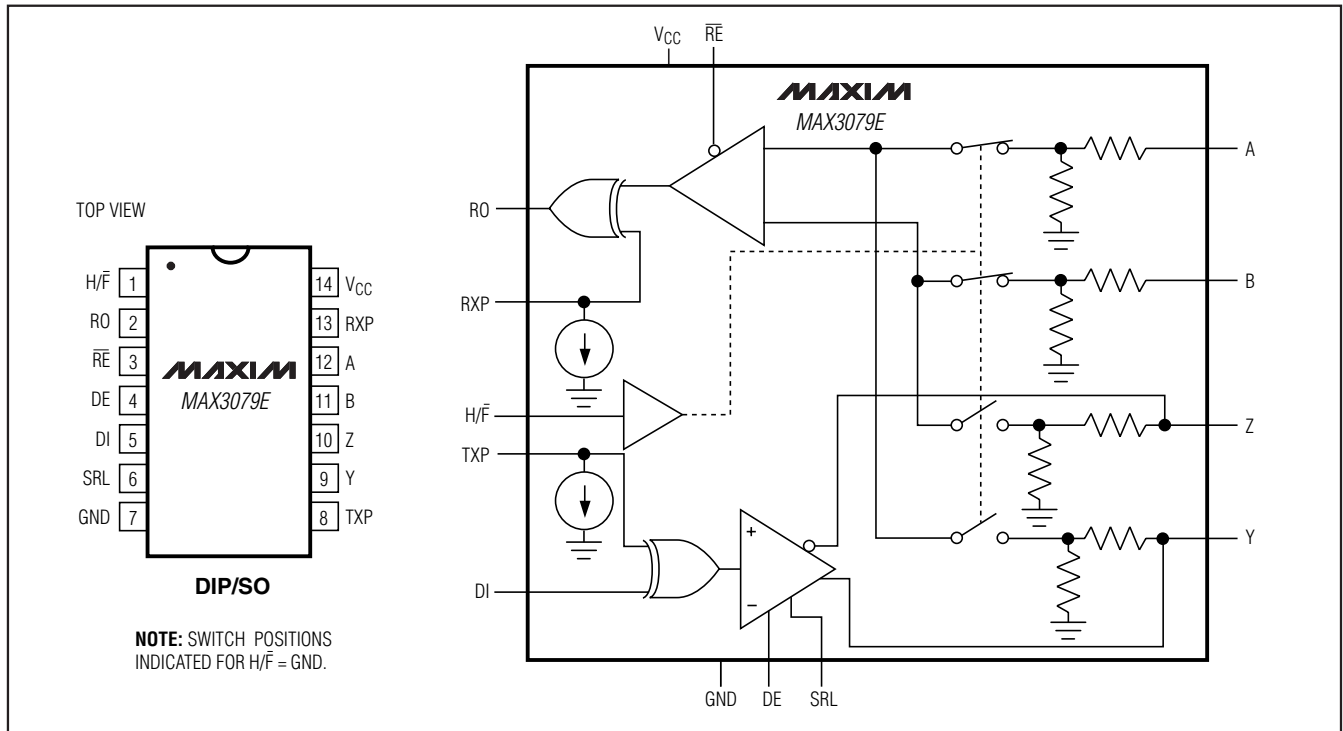 TOP VIEW
H/F̅ 1
RO 2
R̅E̅ 3
DE 4
DI 5
SRL 6
GND 7
14 VCC
13 RXP
12 A
11 B
10 Z
9 Y
8 TXP
MAXIM
MAX3079E
DIP/SO
NOTE: SWITCH POSITIONS
INDICATED FOR H/F̅ = GND.
VCC
R̅E̅
MAXIM
MAX3079E
RO
RXP
H/F̅
TXP
DI
+
−
A
B
Z
Y
GND
DE
SRL